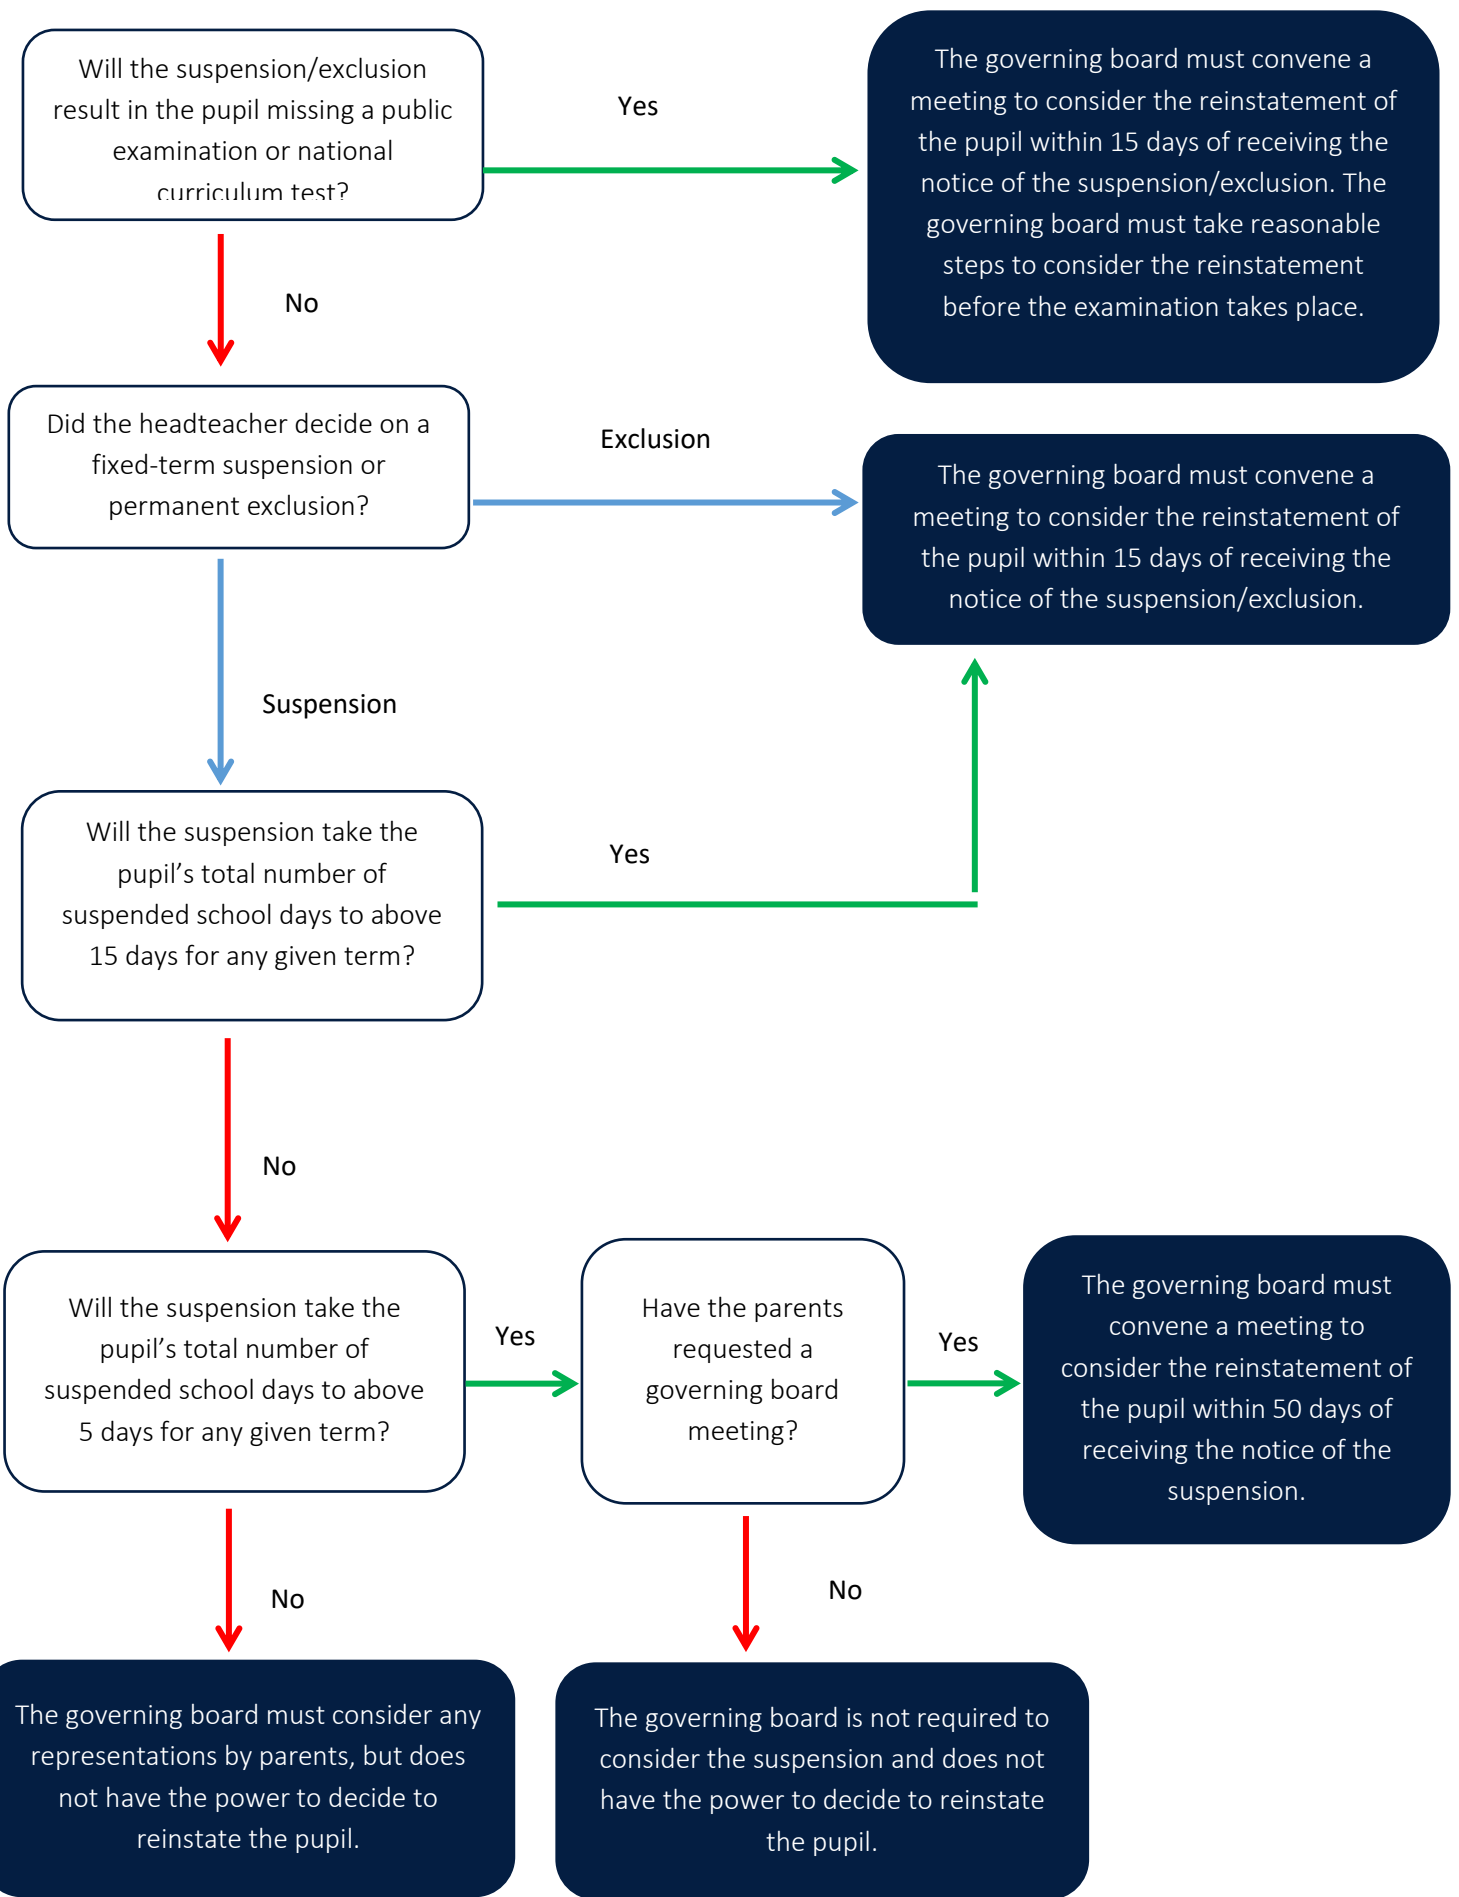 Will the suspension/exclusion
result in the pupil missing a public
examination or national
curriculum test?
Yes
The governing board must convene a
meeting to consider the reinstatement of
the pupil within 15 days of receiving the
notice of the suspension/exclusion. The
governing board must take reasonable
steps to consider the reinstatement
before the examination takes place.
No
Did the headteacher decide on a
fixed-term suspension or
permanent exclusion?
Exclusion
The governing board must convene a
meeting to consider the reinstatement of
the pupil within 15 days of receiving the
notice of the suspension/exclusion.
Suspension
Will the suspension take the
pupil’s total number of
suspended school days to above
15 days for any given term?
Yes
No
Will the suspension take the
pupil’s total number of
suspended school days to above
5 days for any given term?
Yes
Have the parents
requested a
governing board
meeting?
Yes
The governing board must
convene a meeting to
consider the reinstatement of
the pupil within 50 days of
receiving the notice of the
suspension.
No
No
The governing board must consider any
representations by parents, but does
not have the power to decide to
reinstate the pupil.
The governing board is not required to
consider the suspension and does not
have the power to decide to reinstate
the pupil.